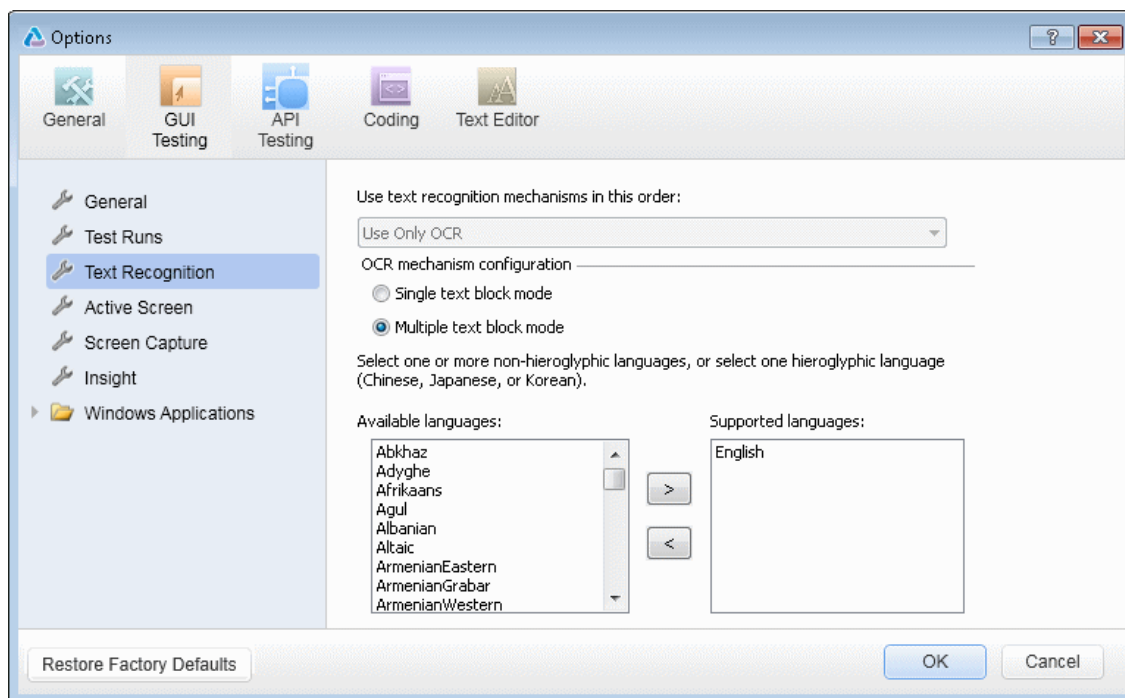 Options
General
GUI
Testing
API
Testing
Coding
Text Editor
General
Test Runs
Text Recognition
Active Screen
Screen Capture
Insight
Windows Applications
Use text recognition mechanisms in this order:
Use Only OCR
OCR mechanism configuration
Single text block mode
Multiple text block mode
Select one or more non-hieroglyphic languages, or select one hieroglyphic language
(Chinese, Japanese, or Korean).
Available languages:
Abkhaz
Adyghe
Afrikaans
Agul
Albanian
Altaic
ArmenianEastern
ArmenianGrabar
ArmenianWestern
>
<
Supported languages:
English
Restore Factory Defaults
OK
Cancel